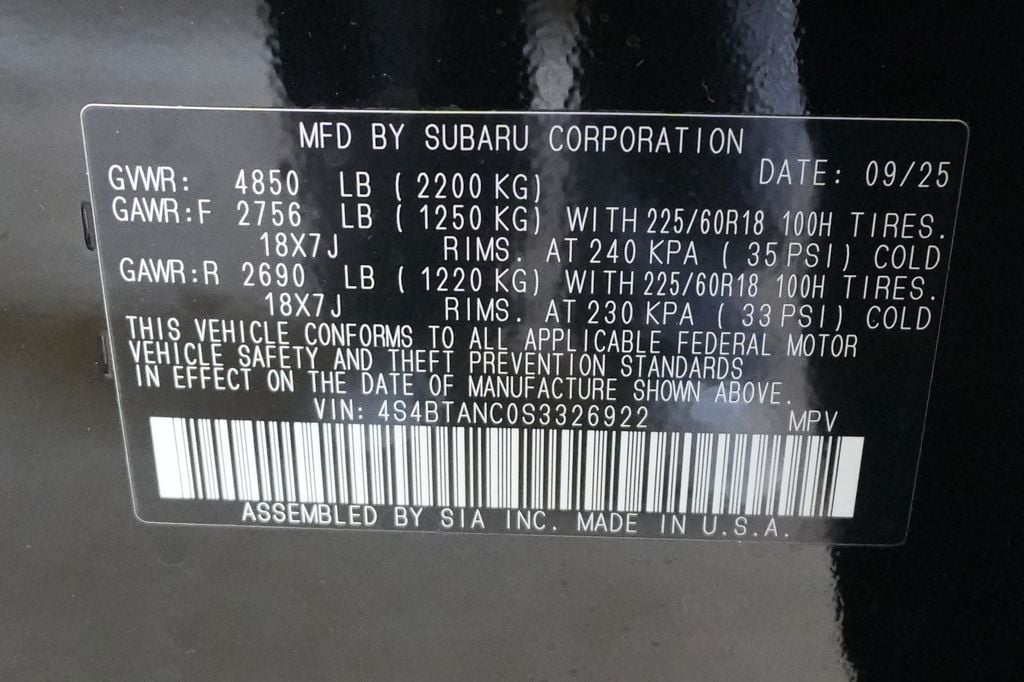 MFD BY SUBARU CORPORATION
DATE: 09/25
GVWR: 4850 LB ( 2200 KG)
GAWR:F 2756 LB ( 1250 KG) WITH 225/60R18 100H TIRES.
18X7J RIMS. AT 240 KPA ( 35 PSI) COLD
GAWR:R 2690 LB ( 1220 KG) WITH 225/60R18 100H TIRES.
18X7J RIMS. AT 230 KPA ( 33 PSI) COLD
THIS VEHICLE CONFORMS TO ALL APPLICABLE FEDERAL MOTOR
VEHICLE SAFETY AND THEFT PREVENTION STANDARDS
IN EFFECT ON THE DATE OF MANUFACTURE SHOWN ABOVE.
VIN: 4S4BTANC0S3326922 MPV
ASSEMBLED BY SIA INC. MADE IN U.S.A.